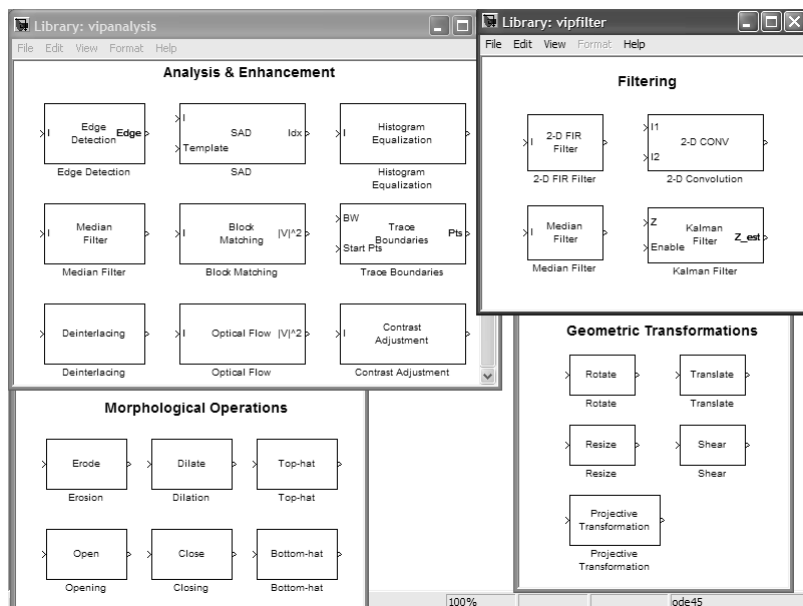 Library: vipanalysis
File Edit View Format Help
Analysis & Enhancement
I Edge Detection Edge
Edge Detection
I Template SAD Idx
SAD
I Histogram Equalization
Histogram Equalization
I Median Filter
Median Filter
I Block Matching |V|^2
Block Matching
BW Start Pts Trace Boundaries Pts
Trace Boundaries
Deinterlacing
Deinterlacing
I Optical Flow |V|^2
Optical Flow
I Contrast Adjustment
Contrast Adjustment
Library: vipfilter
File Edit View Format Help
Filtering
I 2-D FIR Filter
2-D FIR Filter
I1 I2 2-D CONV
2-D Convolution
I Median Filter
Median Filter
Z Enable Kalman Filter Z_est
Kalman Filter
Morphological Operations
Erode
Erosion
Dilate
Dilation
Top-hat
Top-hat
Open
Opening
Close
Closing
Bottom-hat
Bottom-hat
Geometric Transformations
Rotate
Rotate
Translate
Translate
Resize
Resize
Shear
Shear
Projective Transformation
Projective Transformation
100%
ode45